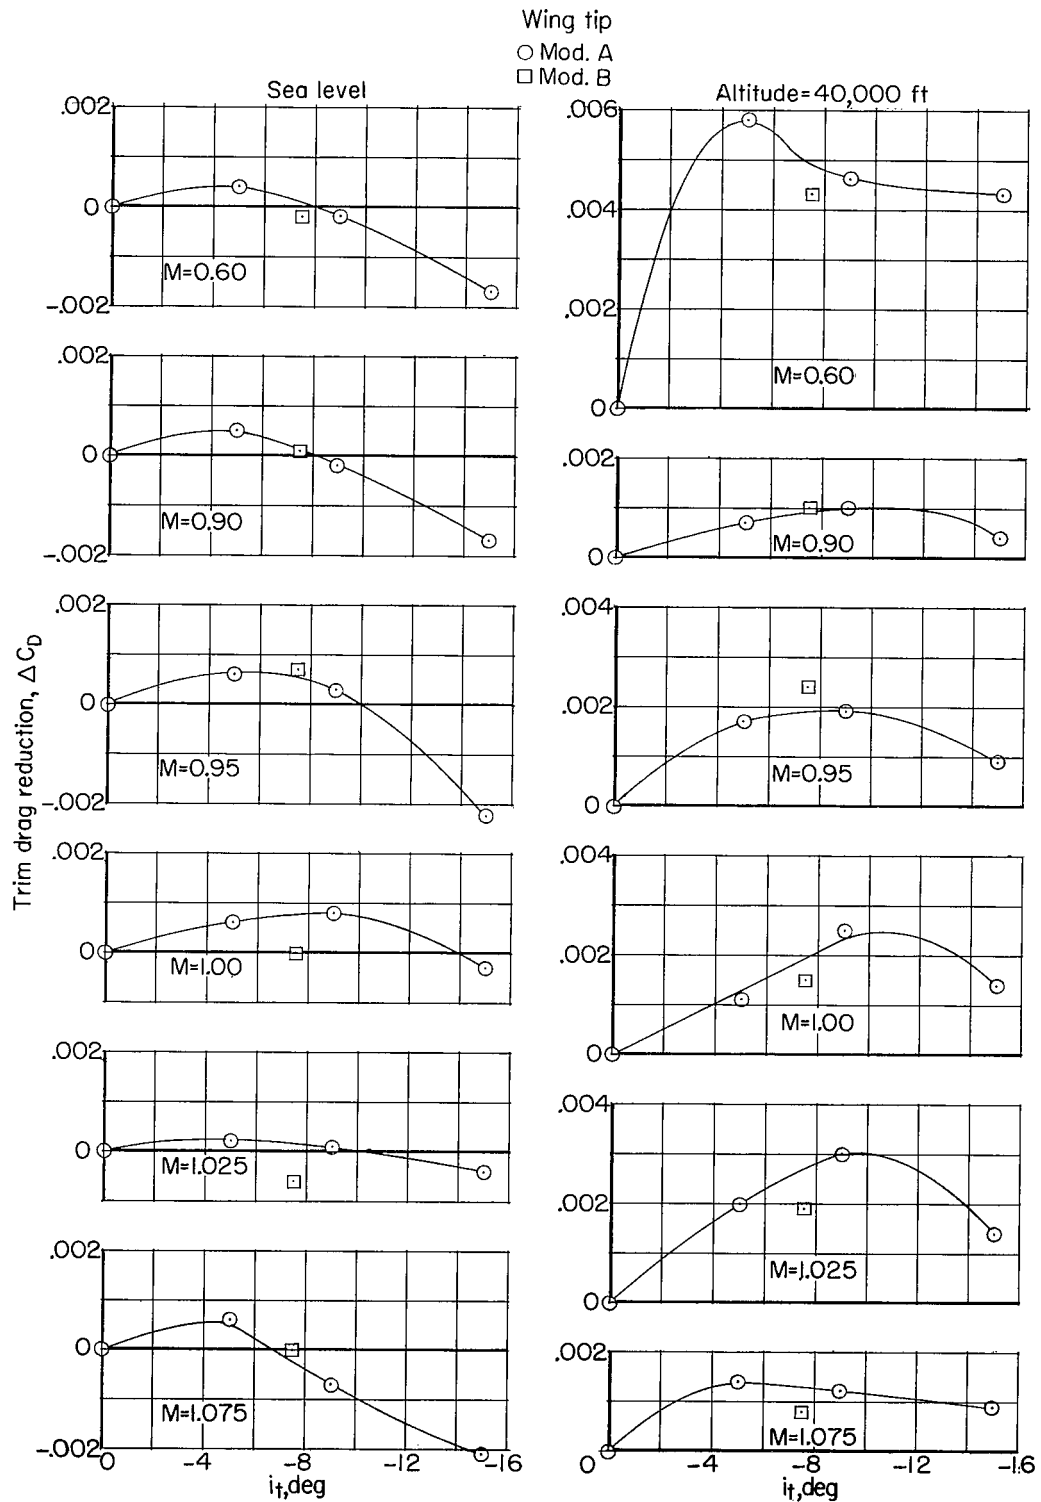 Wing tip
○ Mod. A
□ Mod. B
Sea level
.002
0
-.002
M=0.60
.002
0
-.002
M=0.90
.002
0
-.002
M=0.95
.002
0
M=1.00
.002
0
M=1.025
.002
0
-.002
M=1.075
0 -4 -8 -12 -16
i_t, deg
Trim drag reduction, ΔC_D
Altitude=40,000 ft
.006
.004
.002
0
M=0.60
.002
0
M=0.90
.004
.002
0
M=0.95
.004
.002
0
M=1.00
.004
.002
0
M=1.025
.002
0
M=1.075
0 -4 -8 -12 -16
i_t, deg